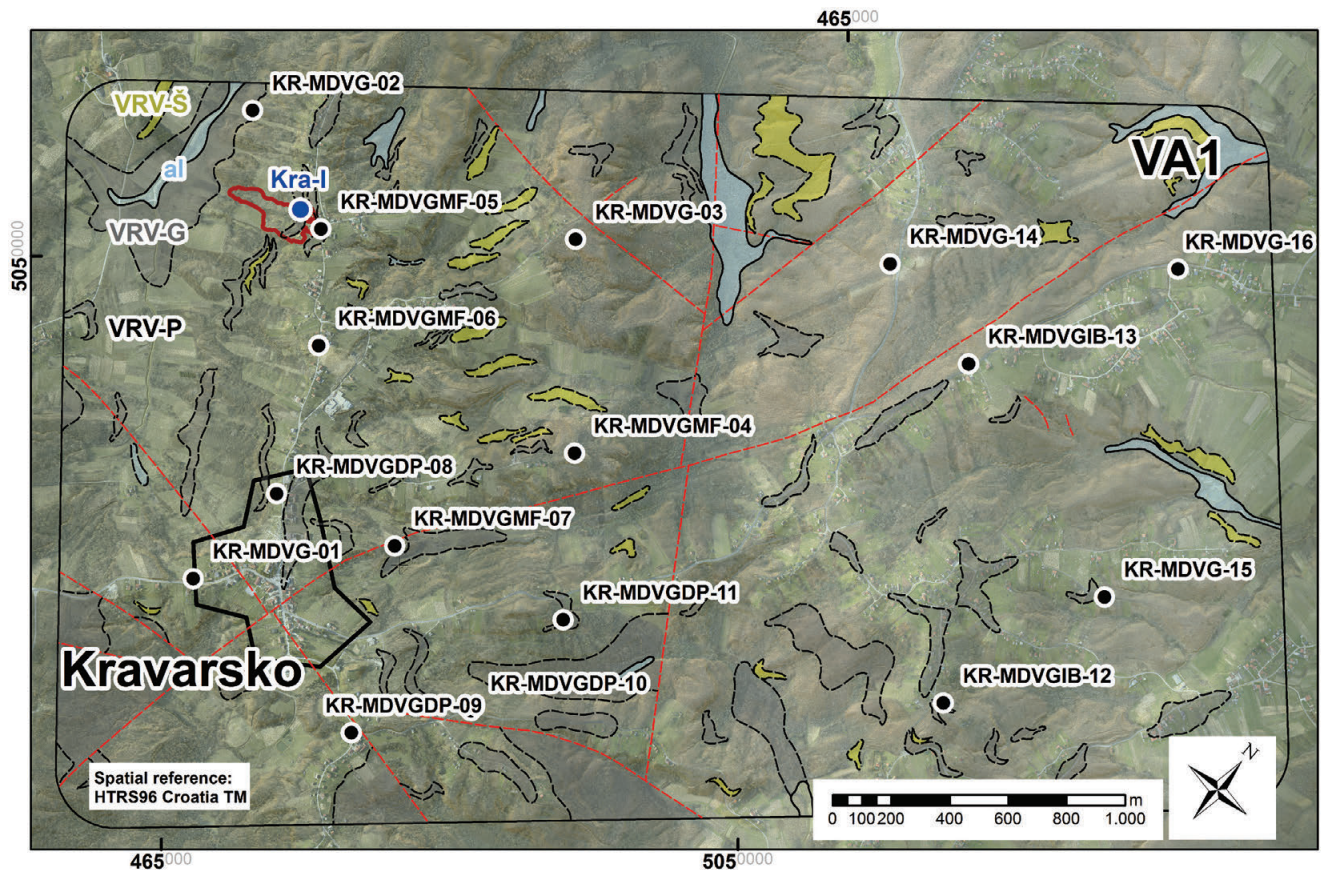 465000
KR-MDVG-02
VRV-Š
VA1
al
Kra-I
KR-MDVGMF-05
KR-MDVG-03
VRV-G
KR-MDVG-14
KR-MDVG-16
5050000
VRV-P
KR-MDVGMF-06
KR-MDVGIB-13
KR-MDVGMF-04
KR-MDVGDP-08
KR-MDVGMF-07
KR-MDVG-01
KR-MDVGDP-11
KR-MDVG-15
Kravarsko
KR-MDVGDP-10
KR-MDVGIB-12
KR-MDVGDP-09
N
Spatial reference:
HTRS96 Croatia TM
m
0 100 200 400 600 800 1.000
465000
5050000